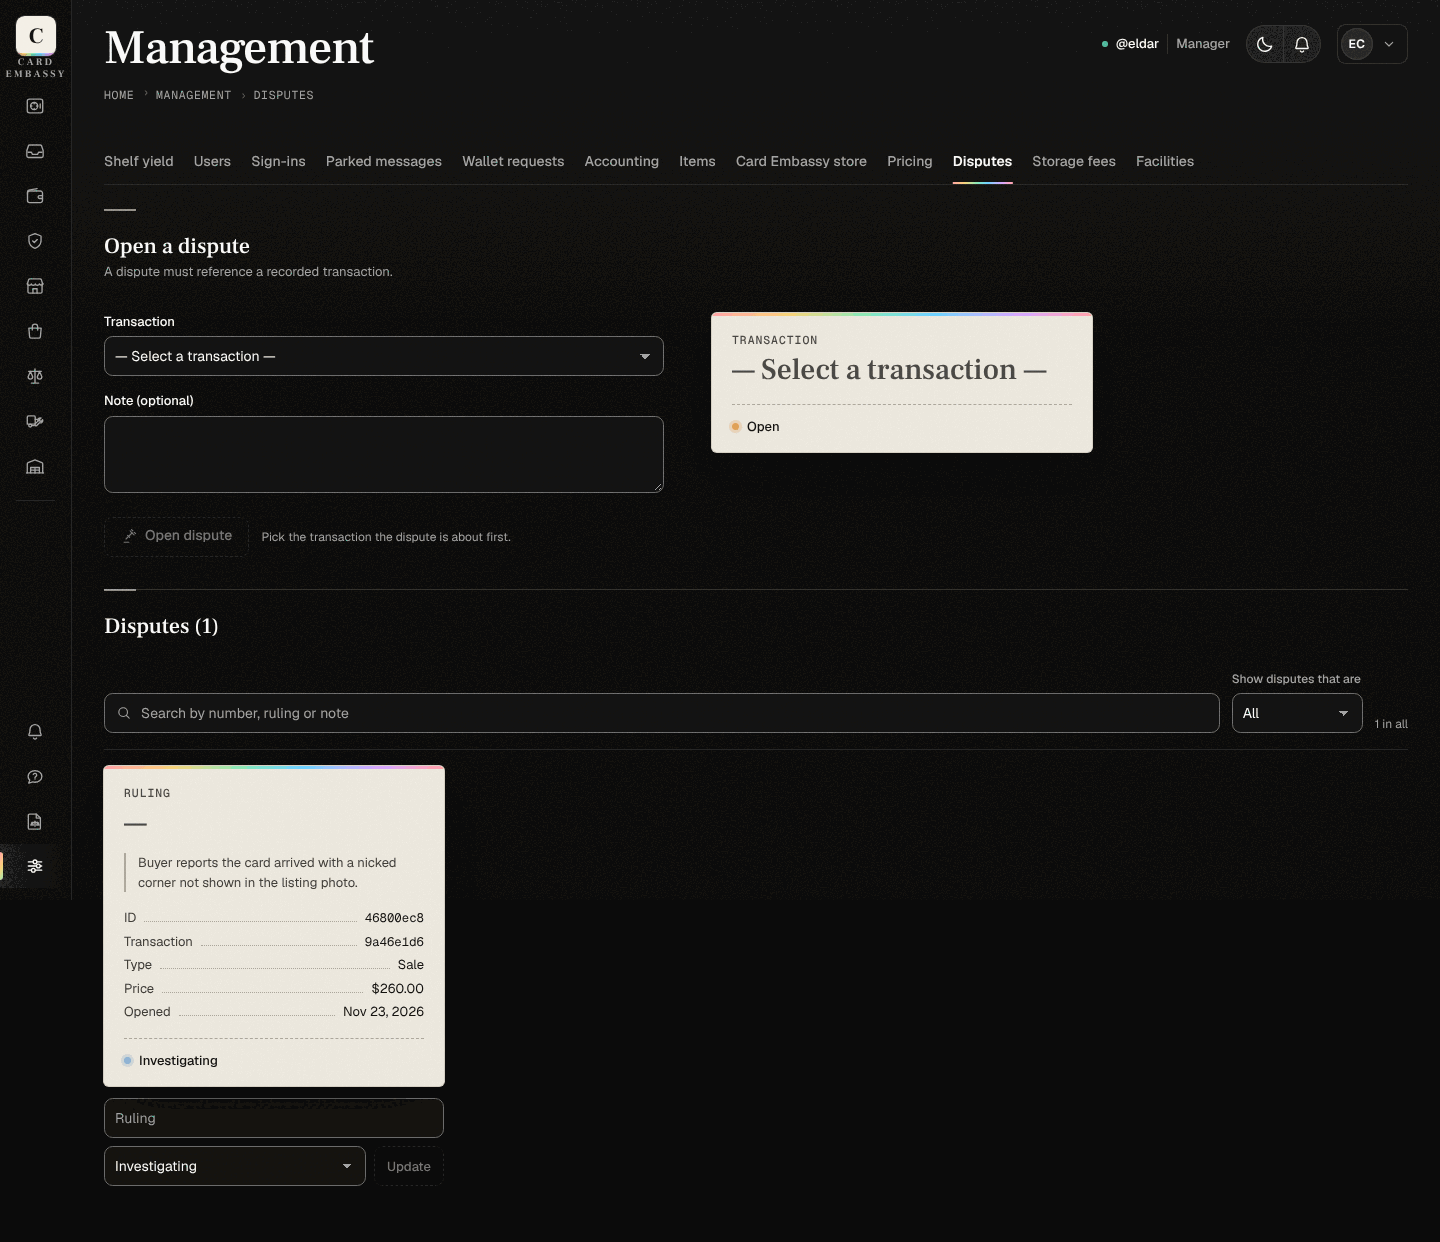 C
CARD
EMBASSY
Management
@eldar
Manager
EC
HOME › MANAGEMENT › DISPUTES
Shelf yield
Users
Sign-ins
Parked messages
Wallet requests
Accounting
Items
Card Embassy store
Pricing
Disputes
Storage fees
Facilities
Open a dispute
A dispute must reference a recorded transaction.
Transaction
— Select a transaction —
Note (optional)
Open dispute
Pick the transaction the dispute is about first.
TRANSACTION
— Select a transaction —
Open
Disputes (1)
Search by number, ruling or note
Show disputes that are
All
1 in all
RULING
—
Buyer reports the card arrived with a nicked
corner not shown in the listing photo.
ID 46800ec8
Transaction 9a46e1d6
Type Sale
Price $260.00
Opened Nov 23, 2026
Investigating
Ruling
Investigating
Update